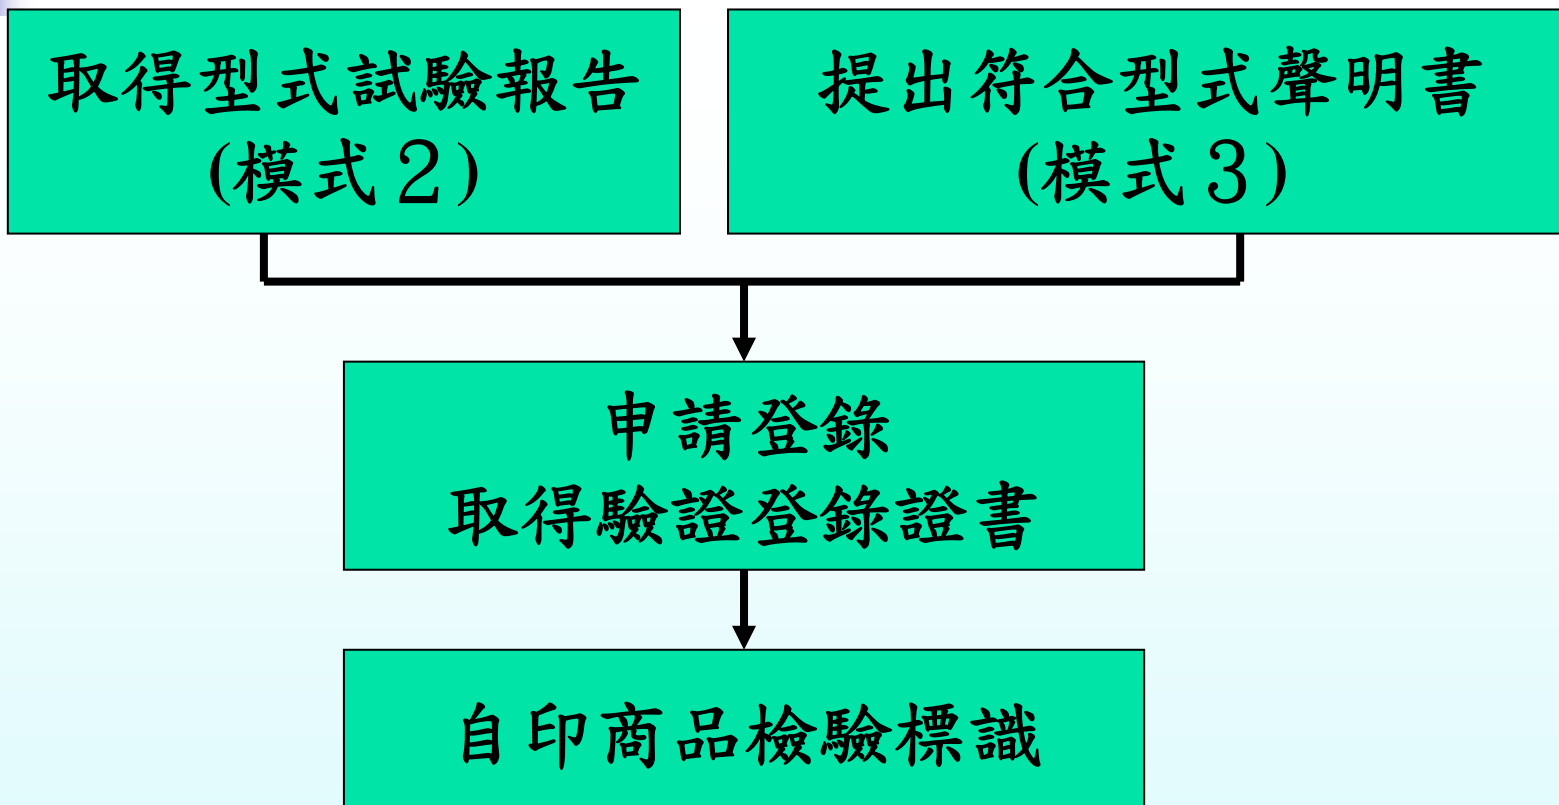 取得型式試驗報告
(模式2)
提出符合型式聲明書
(模式3)
申請登錄
取得驗證登錄證書
自印商品檢驗標識